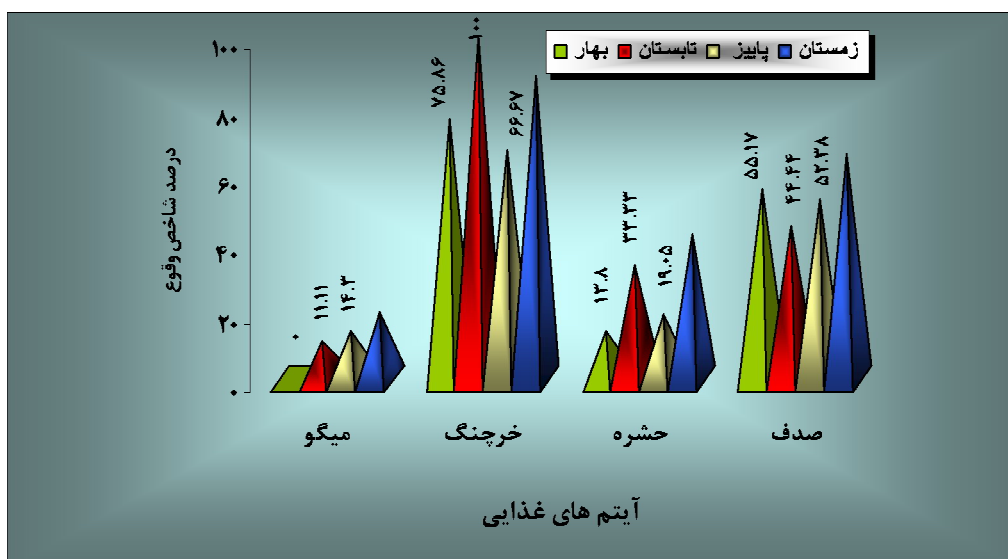 بهار تابستان پاییز زمستان
درصد شاخص وقوع
۱۰۰
۸۰
۶۰
۴۰
۲۰
۰
۰ ۱۱.۱۱ ۱۴.۳
۷۵.۸۶ ۱۰۰ ۶۶.۶۷
۱۳.۸ ۳۳.۳۳ ۱۹.۰۵
۵۵.۱۷ ۴۴.۴۴ ۵۲.۳۸
میگو خرچنگ حشره صدف
آیتم های غذایی